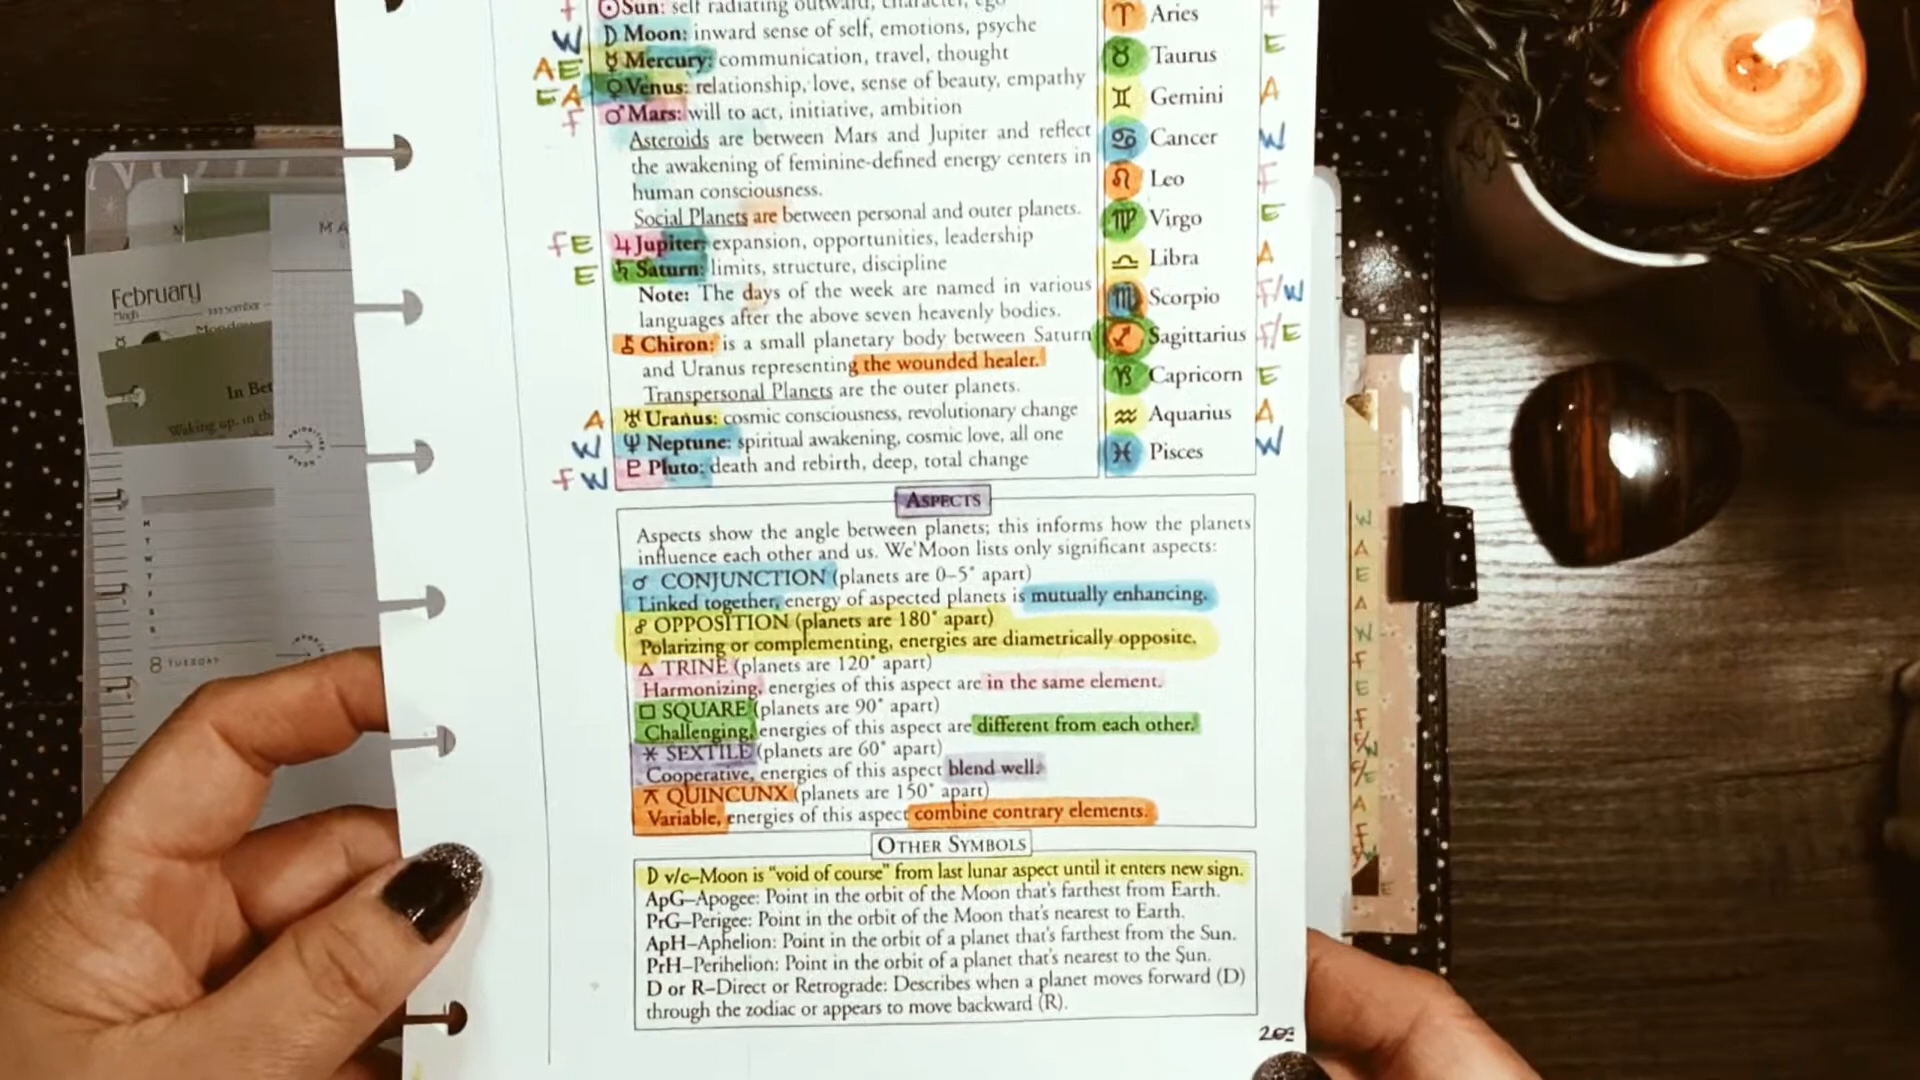 F ☉Sun: self radiating outward, character, ego
W ☽ Moon: inward sense of self, emotions, psyche
AE ☿ Mercury: communication, travel, thought
EA ♀Venus: relationship, love, sense of beauty, empathy
F ♂Mars: will to act, initiative, ambition
Asteroids are between Mars and Jupiter and reflect
the awakening of feminine-defined energy centers in
human consciousness.
Social Planets are between personal and outer planets.
FE ♃Jupiter: expansion, opportunities, leadership
E ♄ Saturn: limits, structure, discipline
Note: The days of the week are named in various
languages after the above seven heavenly bodies.
⚷ Chiron: is a small planetary body between Saturn
and Uranus representing the wounded healer.
Transpersonal Planets are the outer planets.
A ♅ Uranus: cosmic consciousness, revolutionary change
W ♆ Neptune: spiritual awakening, cosmic love, all one
FW ♇ Pluto: death and rebirth, deep, total change
♈ Aries F
♉ Taurus E
♊ Gemini A
♋ Cancer W
♌ Leo F
♍ Virgo E
♎ Libra A
♏ Scorpio F/W
♐ Sagittarius F/E
♑ Capricorn E
♒ Aquarius A
♓ Pisces W
ASPECTS
Aspects show the angle between planets; this informs how the planets
influence each other and us. We'Moon lists only significant aspects:
☌ CONJUNCTION (planets are 0–5° apart)
Linked together, energy of aspected planets is mutually enhancing.
☍ OPPOSITION (planets are 180° apart)
Polarizing or complementing, energies are diametrically opposite.
△ TRINE (planets are 120° apart)
Harmonizing, energies of this aspect are in the same element.
□ SQUARE (planets are 90° apart)
Challenging, energies of this aspect are different from each other.
⚹ SEXTILE (planets are 60° apart)
Cooperative, energies of this aspect blend well.
⚻ QUINCUNX (planets are 150° apart)
Variable, energies of this aspect combine contrary elements.
OTHER SYMBOLS
☽ v/c–Moon is "void of course" from last lunar aspect until it enters new sign.
ApG–Apogee: Point in the orbit of the Moon that's farthest from Earth.
PrG–Perigee: Point in the orbit of the Moon that's nearest to Earth.
ApH–Aphelion: Point in the orbit of a planet that's farthest from the Sun.
PrH–Perihelion: Point in the orbit of a planet that's nearest to the Sun.
D or R–Direct or Retrograde: Describes when a planet moves forward (D)
through the zodiac or appears to move backward (R).
MA
February
Magh
Monday
In Bet
Waking up, in th
M
T
W
T
F
S
S
8 TUESDAY
W
A
E
A
W
F
E
F
F/W
F/E
A
F
E